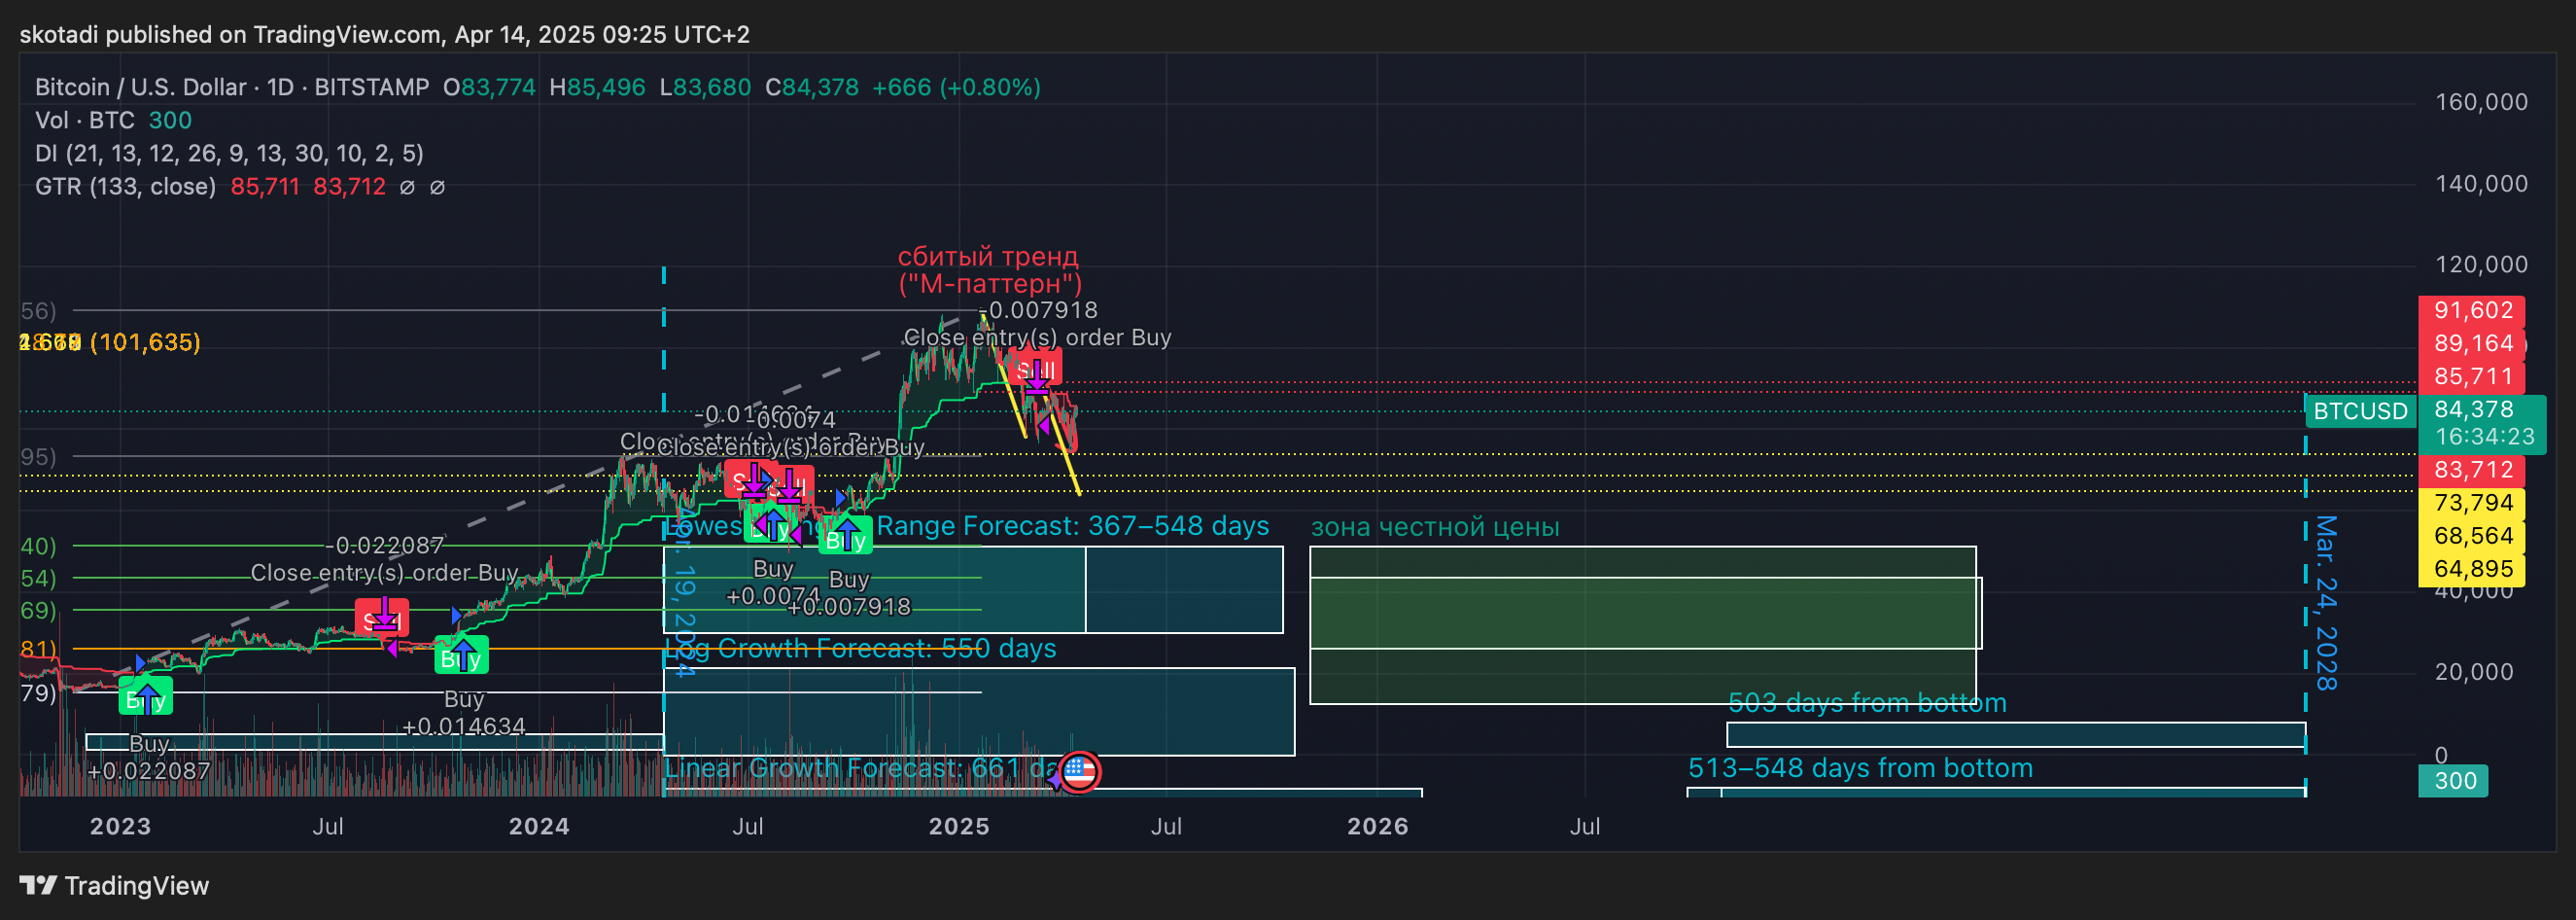 skotadi published on TradingView.com, Apr 14, 2025 09:25 UTC+2
Bitcoin / U.S. Dollar · 1D · BITSTAMP O83,774 H85,496 L83,680 C84,378 +666 (+0.80%)
Vol · BTC 300
DI (21, 13, 12, 26, 9, 13, 30, 10, 2, 5)
GTR (133, close) 85,711 83,712 ∅ ∅
160,000
140,000
120,000
сбитый тренд
("М-паттерн")
-0.007918
Close entry(s) order Buy
56)
(101,635)
91,602
89,164
85,711
Sell
BTCUSD
84,378
16:34:23
83,712
73,794
68,564
64,895
40,000
20,000
0
300
0.0074
Close entry(s) order Buy
95)
Buy
Range Forecast: 367–548 days
зона честной цены
-0.022087
Close entry(s) order Buy
40)
54)
69)
81)
79)
Buy
+0.0074
Buy
+0.007918
19, 2024
Mar. 24, 2028
Sell
Buy
Growth Forecast: 550 days
Buy
Buy
+0.014634
Buy
+0.022087
503 days from bottom
Linear Growth Forecast: 661
513–548 days from bottom
2023
Jul
2024
Jul
2025
Jul
2026
Jul
TradingView